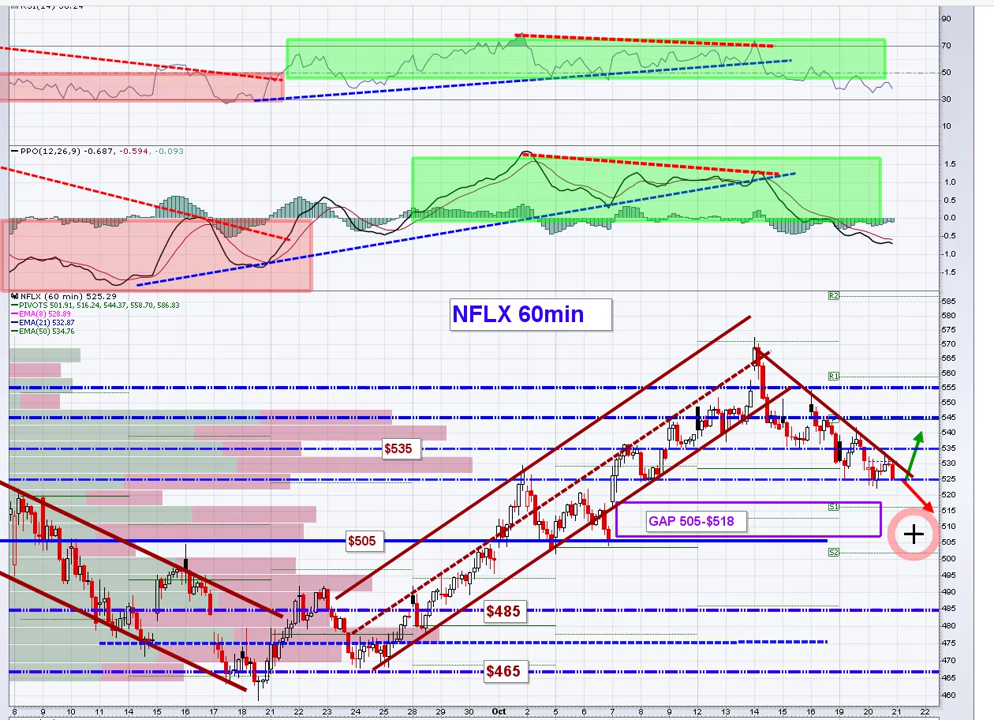 RSI(14) 38.24
90
70
50
30
10
PPO(12,26,9) -0.687, -0.594, -0.093
1.5
1.0
0.5
0.0
-0.5
-1.0
-1.5
NFLX (60 min) 525.29
PIVOTS 501.91, 516.24, 544.37, 558.70, 586.83
EMA(8) 528.89
EMA(21) 532.87
EMA(50) 534.76
NFLX 60min
R2
R1
P
S1
S2
$535
GAP 505-$518
$505
$485
$465
585
580
575
570
565
560
555
550
545
540
535
530
525
520
515
510
505
500
495
490
485
480
475
470
465
460
8 9 10 11 14 15 16 17 18 21 22 23 24 25 28 29 30 Oct 2 5 6 7 8 9 12 13 14 15 16 19 20 21 22